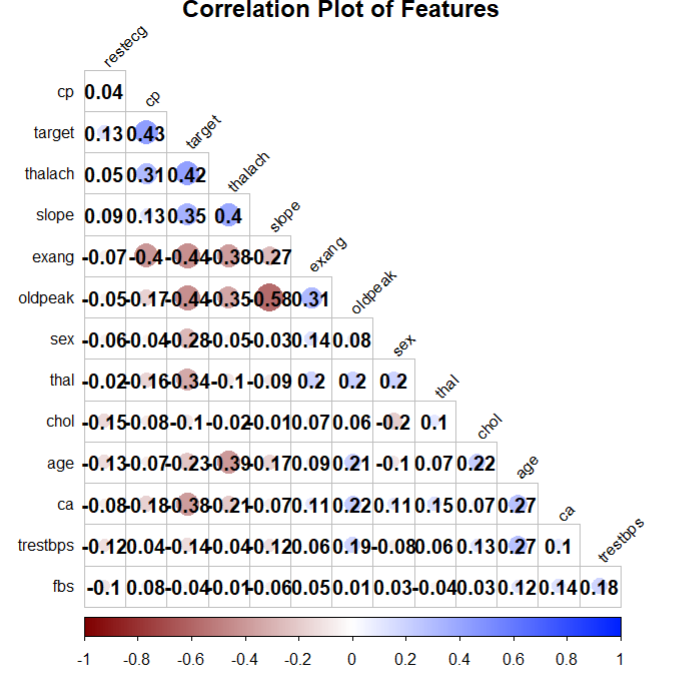 Correlation Plot of Features
restecg
cp 0.04 cp
target 0.13 0.43 target
thalach 0.05 0.31 0.42 thalach
slope 0.09 0.13 0.35 0.4 slope
exang -0.07 -0.4 -0.44 -0.38 -0.27 exang
oldpeak -0.05 -0.17 -0.44 -0.35 -0.58 0.31 oldpeak
sex -0.06 -0.04 -0.28 -0.05 -0.03 0.14 0.08 sex
thal -0.02 -0.16 -0.34 -0.1 -0.09 0.2 0.2 0.2 thal
chol -0.15 -0.08 -0.1 -0.02 -0.01 0.07 0.06 -0.2 0.1 chol
age -0.13 -0.07 -0.23 -0.39 -0.17 0.09 0.21 -0.1 0.07 0.22 age
ca -0.08 -0.18 -0.38 -0.21 -0.07 0.11 0.22 0.11 0.15 0.07 0.27 ca
trestbps -0.12 0.04 -0.14 -0.04 -0.12 0.06 0.19 -0.08 0.06 0.13 0.27 0.1 trestbps
fbs -0.1 0.08 -0.04 -0.01 -0.06 0.05 0.01 0.03 -0.04 0.03 0.12 0.14 0.18
-1 -0.8 -0.6 -0.4 -0.2 0 0.2 0.4 0.6 0.8 1